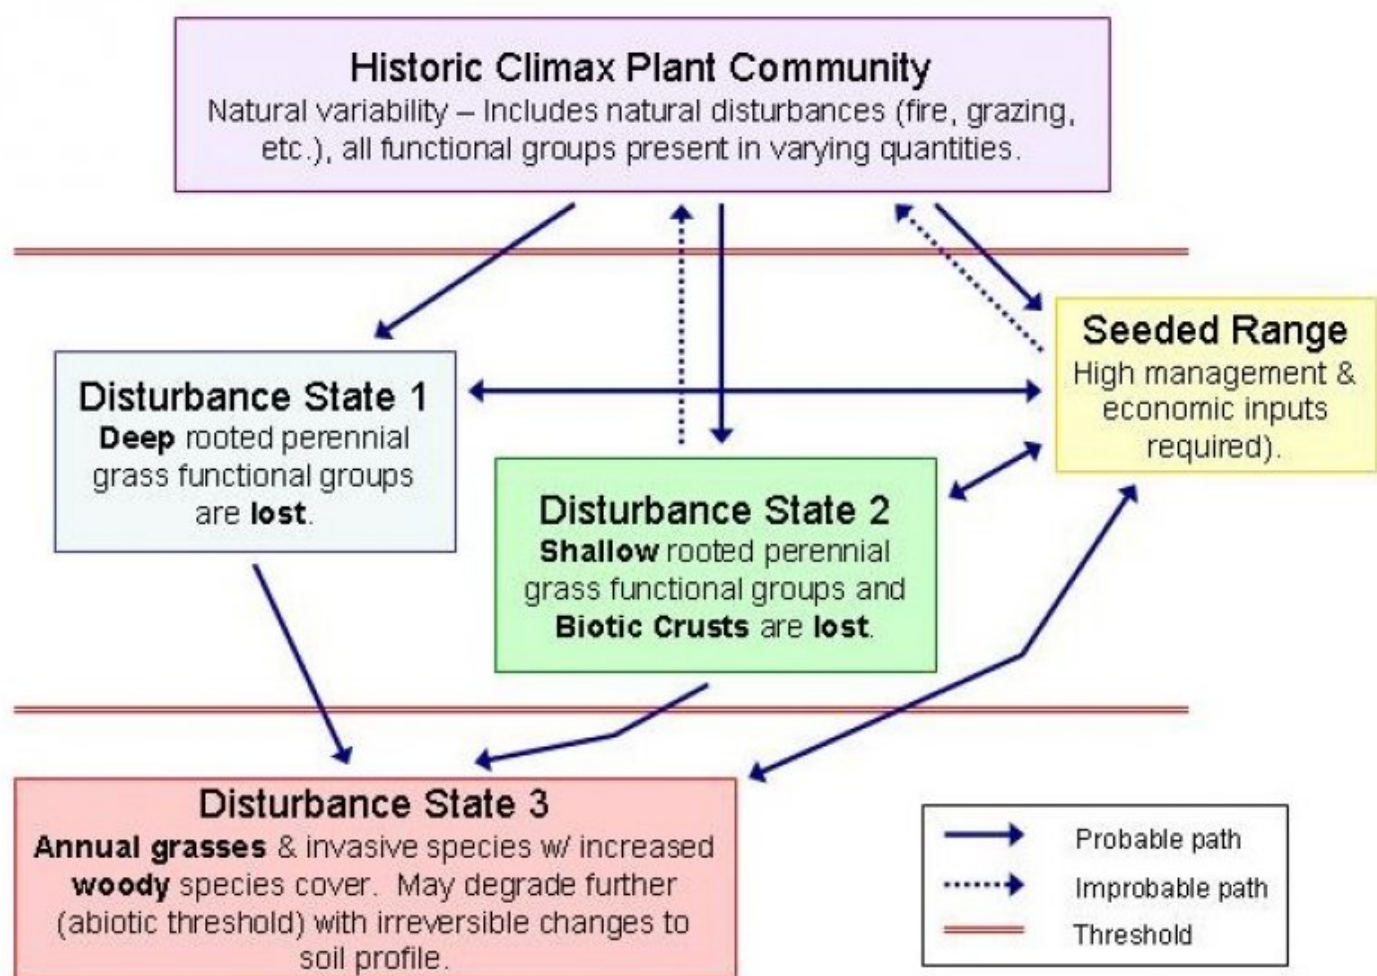 Historic Climax Plant Community
Natural variability – Includes natural disturbances (fire, grazing,
etc.), all functional groups present in varying quantities.
Seeded Range
High management &
economic inputs
required).
Disturbance State 1
Deep rooted perennial
grass functional groups
are lost.
Disturbance State 2
Shallow rooted perennial
grass functional groups and
Biotic Crusts are lost.
Disturbance State 3
Annual grasses & invasive species w/ increased
woody species cover. May degrade further
(abiotic threshold) with irreversible changes to
soil profile.
Probable path
Improbable path
Threshold